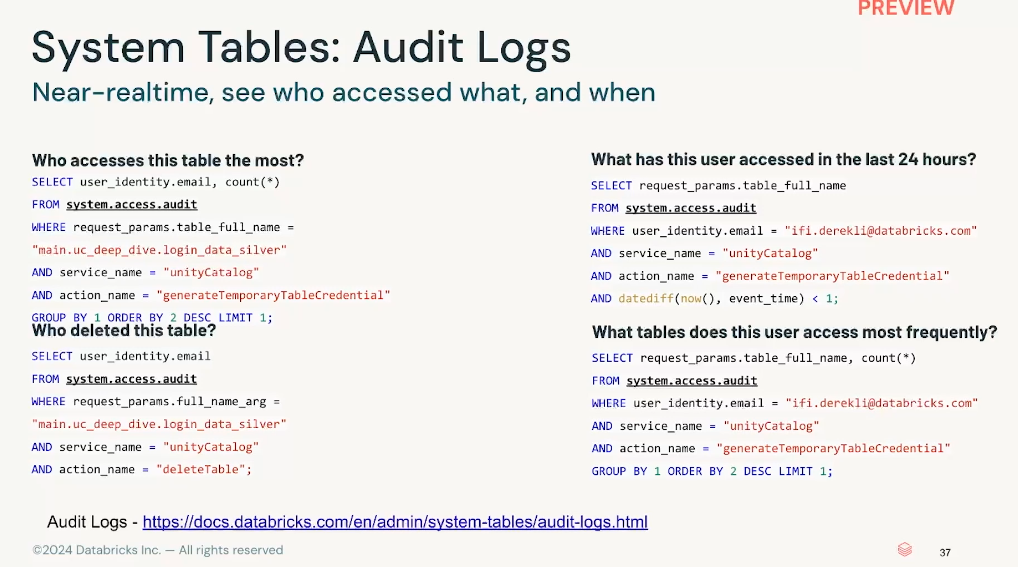 PREVIEW
System Tables: Audit Logs
Near-realtime, see who accessed what, and when
Who accesses this table the most?
SELECT user_identity.email, count(*)
FROM system.access.audit
WHERE request_params.table_full_name =
"main.uc_deep_dive.login_data_silver"
AND service_name = "unityCatalog"
AND action_name = "generateTemporaryTableCredential"
GROUP BY 1 ORDER BY 2 DESC LIMIT 1;
Who deleted this table?
SELECT user_identity.email
FROM system.access.audit
WHERE request_params.full_name_arg =
"main.uc_deep_dive.login_data_silver"
AND service_name = "unityCatalog"
AND action_name = "deleteTable";
What has this user accessed in the last 24 hours?
SELECT request_params.table_full_name
FROM system.access.audit
WHERE user_identity.email = "ifi.derekli@databricks.com"
AND service_name = "unityCatalog"
AND action_name = "generateTemporaryTableCredential"
AND datediff(now(), event_time) < 1;
What tables does this user access most frequently?
SELECT request_params.table_full_name, count(*)
FROM system.access.audit
WHERE user_identity.email = "ifi.derekli@databricks.com"
AND service_name = "unityCatalog"
AND action_name = "generateTemporaryTableCredential"
GROUP BY 1 ORDER BY 2 DESC LIMIT 1;
Audit Logs - https://docs.databricks.com/en/admin/system-tables/audit-logs.html
©2024 Databricks Inc. — All rights reserved
37